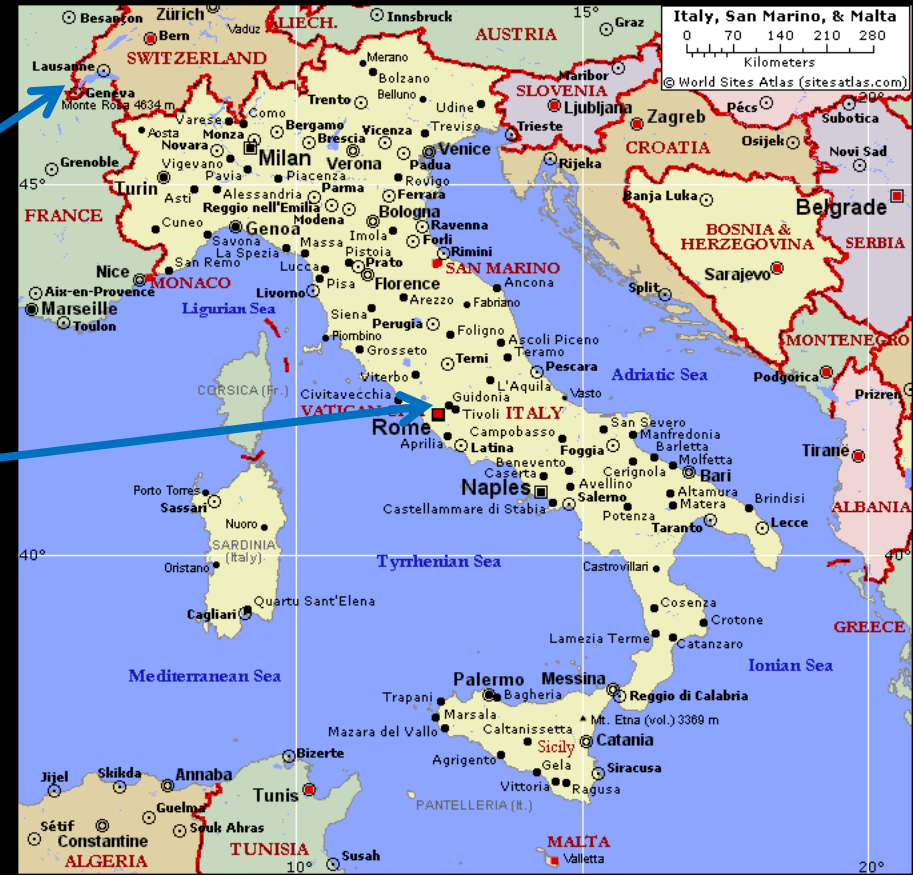 Besançon
Zürich
Vaduz
LIECH.
Innsbruck
15°
Graz
Italy, San Marino, & Malta
0 70 140 210 280
Kilometers
© World Sites Atlas (sitesatlas.com)
Bern
SWITZERLAND
AUSTRIA
Lausanne
Geneva
Monte Rosa 4634 m
Merano
Bolzano
Belluno
Maribor
SLOVENIA
Ljubljana
Pécs
20°
Subotica
Trento
Udine
Varese
Como
Bergamo
Aosta
Monza
Brescia
Vicenza
Treviso
Trieste
Zagreb
CROATIA
Osijek
Novi Sad
Novara
Milan
Verona
Venice
Rijeka
Grenoble
Vigevano
Padua
Pavia
Piacenza
Rovigo
45°
Turin
Asti
Alessandria
Parma
Ferrara
Banja Luka
Belgrade
Reggio nell'Emilia
Modena
Bologna
FRANCE
Cuneo
Genoa
Ravenna
BOSNIA &
HERZEGOVINA
SERBIA
Savona
Imola
Forli
La Spezia
Massa
Pistoia
Rimini
San Remo
Lucca
Prato
SAN MARINO
Sarajevo
Nice
MONACO
Pisa
Florence
Ancona
Aix-en-Provence
Livorno
Arezzo
Fabriano
Split
Marseille
Ligurian Sea
Siena
Toulon
Perugia
Foligno
Piombino
Ascoli Piceno
MONTENEGRO
Grosseto
Teramo
Terni
Pescara
Podgorica
Viterbo
L'Aquila
Adriatic Sea
CORSICA (Fr.)
Civitavecchia
Guidonia
Vasto
Prizren
VATICAN
Tivoli
ITALY
Rome
San Severo
Campobasso
Manfredonia
Aprilia
Latina
Foggia
Barletta
Tiranë
Benevento
Molfetta
Caserta
Cerignola
Bari
Porto Torres
Naples
Avellino
Altamura
Brindisi
Sassari
Salerno
Matera
ALBANIA
Castellammare di Stabia
Potenza
Nuoro
Taranto
Lecce
SARDINIA
(Italy)
40°
Tyrrhenian Sea
40°
Oristano
Castrovillari
Quartu Sant'Elena
Cosenza
Cagliari
Crotone
GREECE
Lamezia Terme
Catanzaro
Mediterranean Sea
Ionian Sea
Palermo
Messina
Trapani
Bagheria
Reggio di Calabria
Marsala
Mt. Etna (vol.) 3369 m
Mazara del Vallo
Caltanissetta
Sicily
Catania
Bizerte
Agrigento
Gela
Siracusa
Jijel
Skikda
Annaba
Vittoria
Ragusa
Tunis
PANTELLERIA (It.)
Guelma
Sétif
Constantine
Souk Ahras
MALTA
ALGERIA
TUNISIA
Susah
Valletta
10°
20°